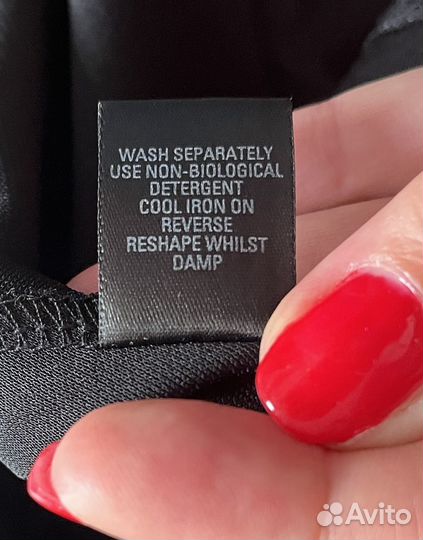 WASH SEPARATELY
USE NON-BIOLOGICAL
DETERGENT
COOL IRON ON
REVERSE
RESHAPE WHILST
DAMP
Avito